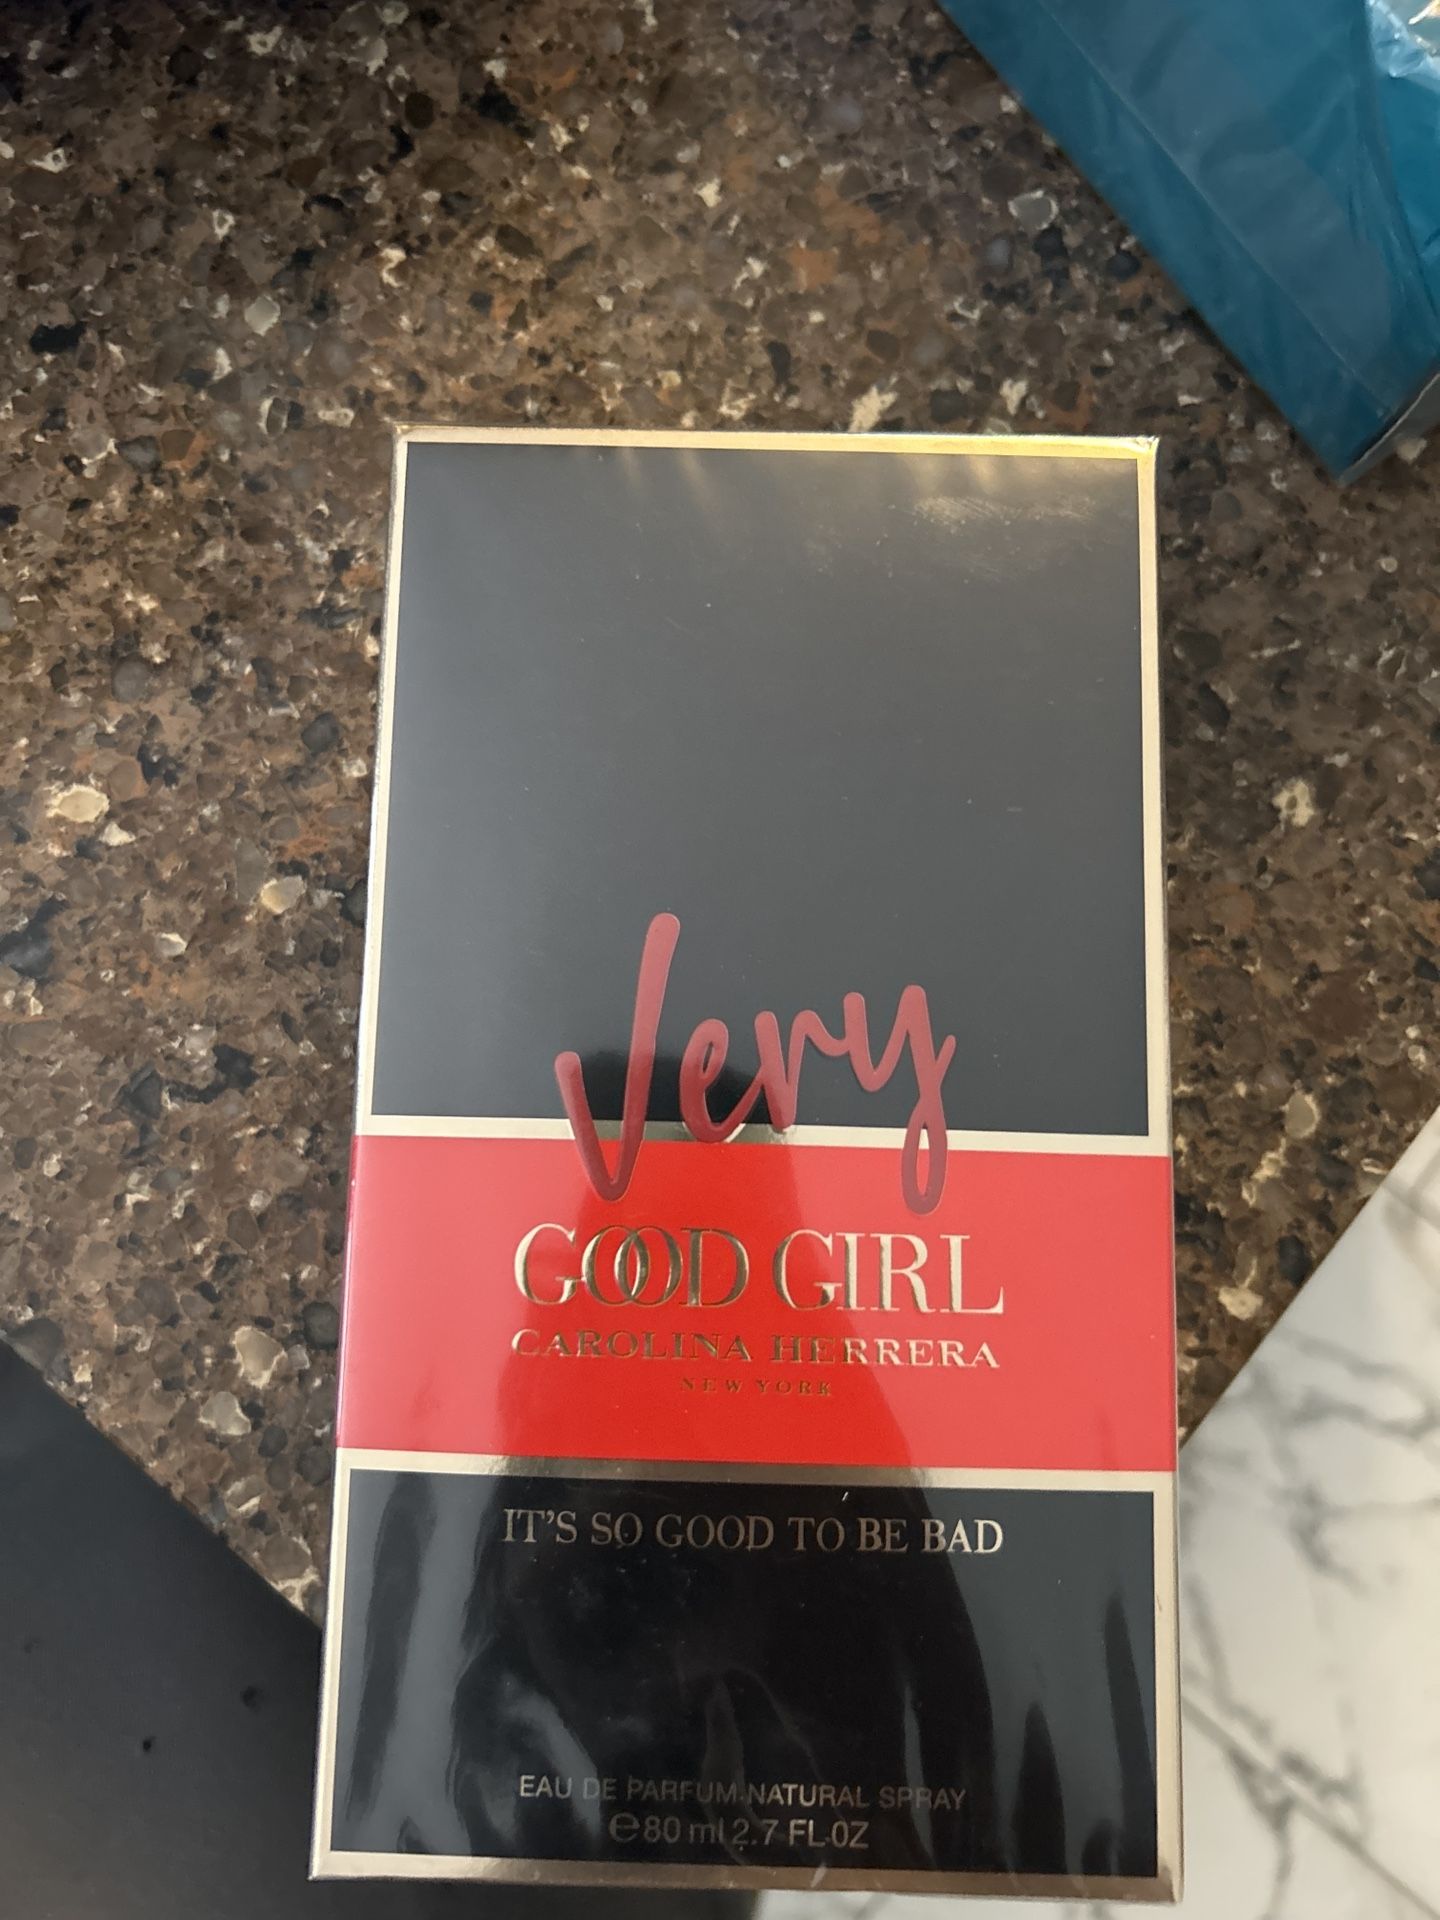 Very
GOOD GIRL
CAROLINA HERRERA
NEW YORK
IT'S SO GOOD TO BE BAD
EAU DE PARFUM NATURAL SPRAY
℮80 ml 2.7 FL.OZ